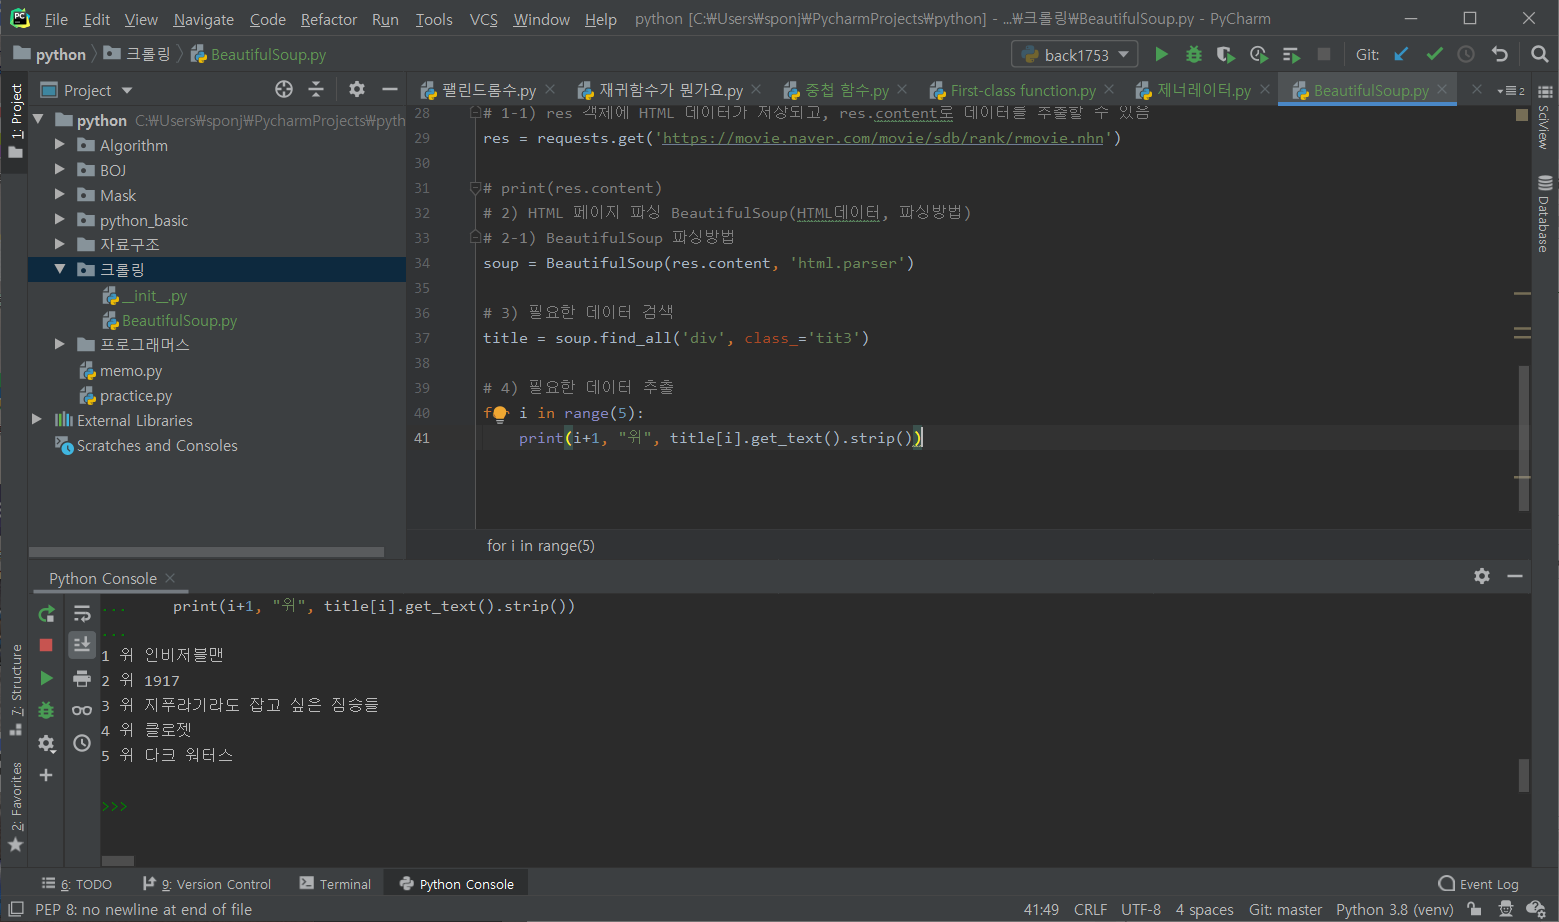 File Edit View Navigate Code Refactor Run Tools VCS Window Help python [C:₩Users₩sponj₩PycharmProjects₩python] - ...₩크롤링₩BeautifulSoup.py - PyCharm
python 크롤링 BeautifulSoup.py back1753 Git:
Project 팰린드롬수.py 재귀함수가 뭔가요.py 중첩 함수.py First-class function.py 제너레이터.py BeautifulSoup.py 2
1: Project
python C:₩Users₩sponj₩PycharmProjects₩pyth
Algorithm
BOJ
Mask
python_basic
자료구조
크롤링
__init__.py
BeautifulSoup.py
프로그래머스
memo.py
practice.py
External Libraries
Scratches and Consoles
28 # 1-1) res 객체에 HTML 데이터가 저장되고, res.content로 데이터를 추출할 수 있음
29 res = requests.get('https://movie.naver.com/movie/sdb/rank/rmovie.nhn')
30
31 # print(res.content)
32 # 2) HTML 페이지 파싱 BeautifulSoup(HTML데이터, 파싱방법)
33 # 2-1) BeautifulSoup 파싱방법
34 soup = BeautifulSoup(res.content, 'html.parser')
35
36 # 3) 필요한 데이터 검색
37 title = soup.find_all('div', class_='tit3')
38
39 # 4) 필요한 데이터 추출
40 for i in range(5):
41 print(i+1, "위", title[i].get_text().strip())
for i in range(5)
SciView
Database
Python Console
... print(i+1, "위", title[i].get_text().strip())
...
1 위 인비저블맨
2 위 1917
3 위 지푸라기라도 잡고 싶은 짐승들
4 위 클로젯
5 위 다크 워터스
>>>
7: Structure
2: Favorites
6: TODO 9: Version Control Terminal Python Console Event Log
PEP 8: no newline at end of file 41:49 CRLF UTF-8 4 spaces Git: master Python 3.8 (venv)